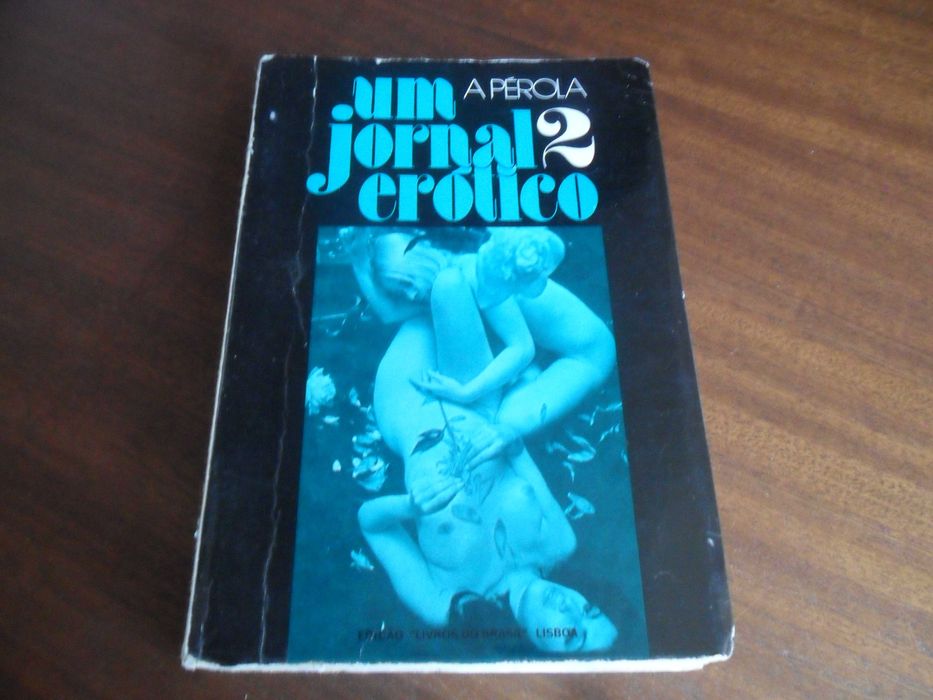 A PÉROLA
um
jornal 2
erótico
EDIÇÃO "LIVROS DO BRASIL" LISBOA